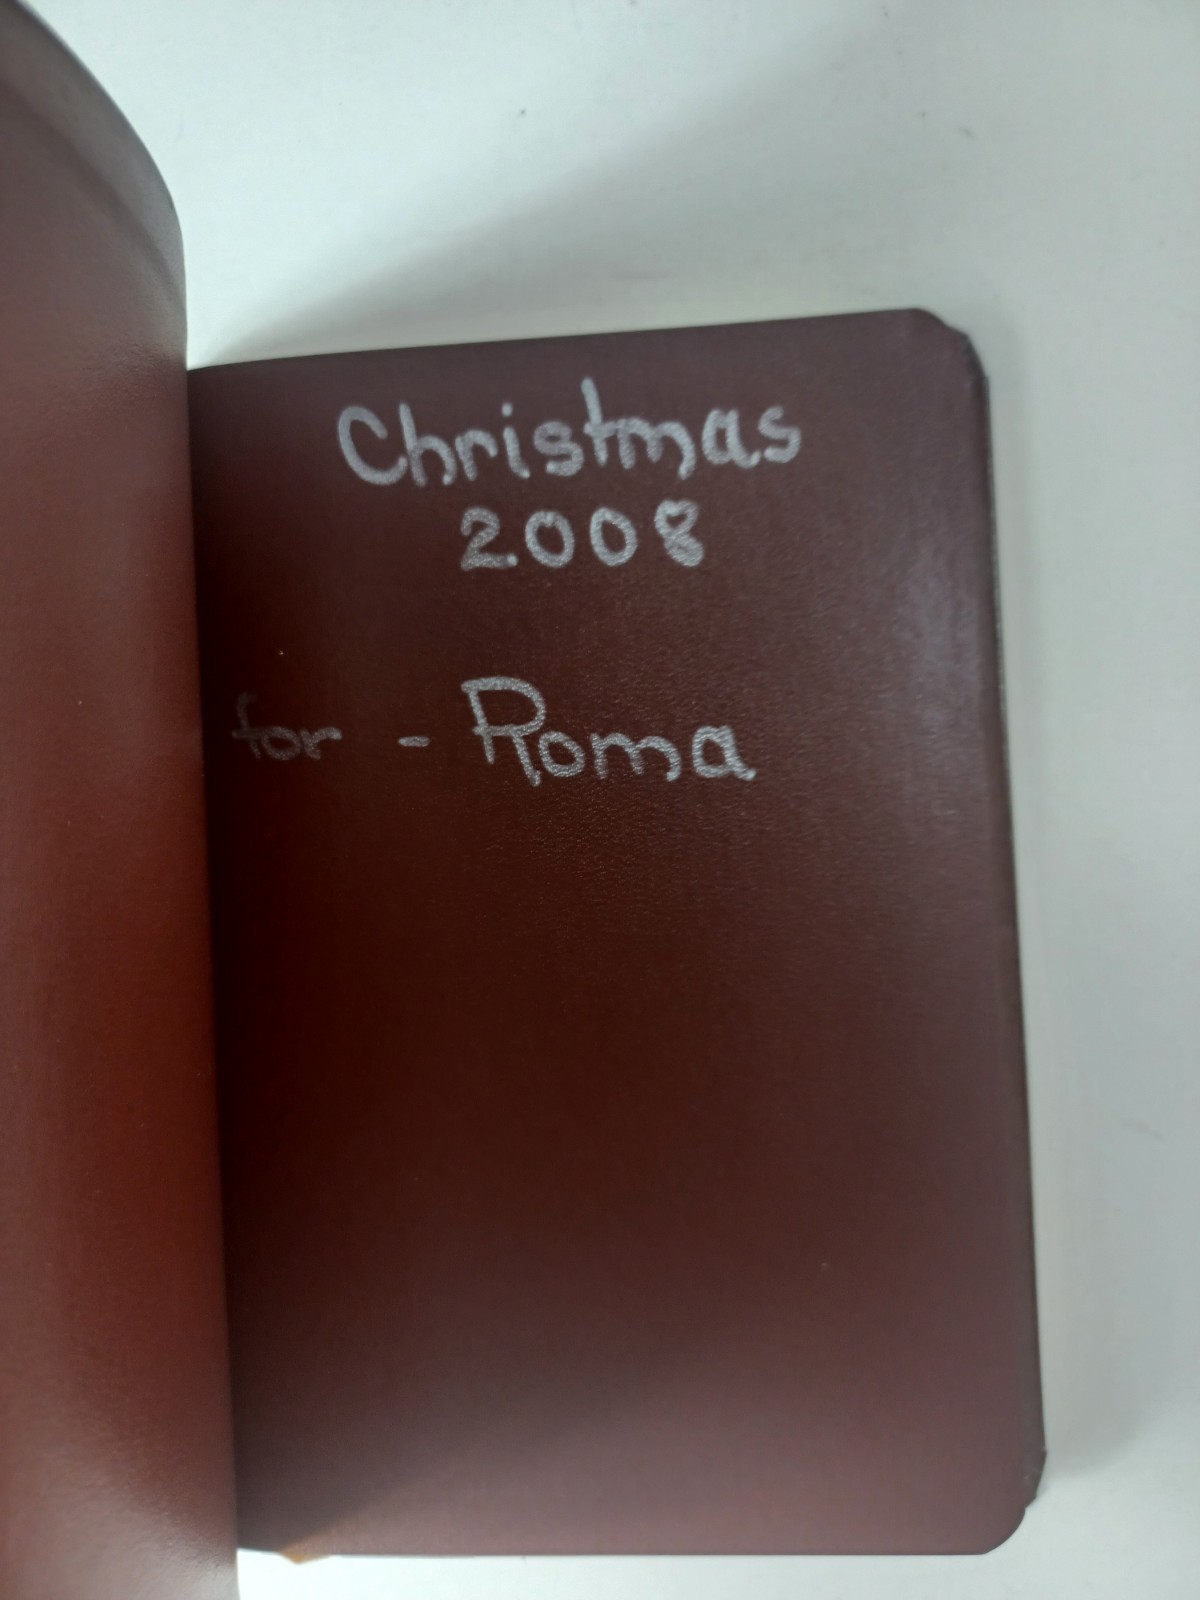 Christmas
2008
for - Roma